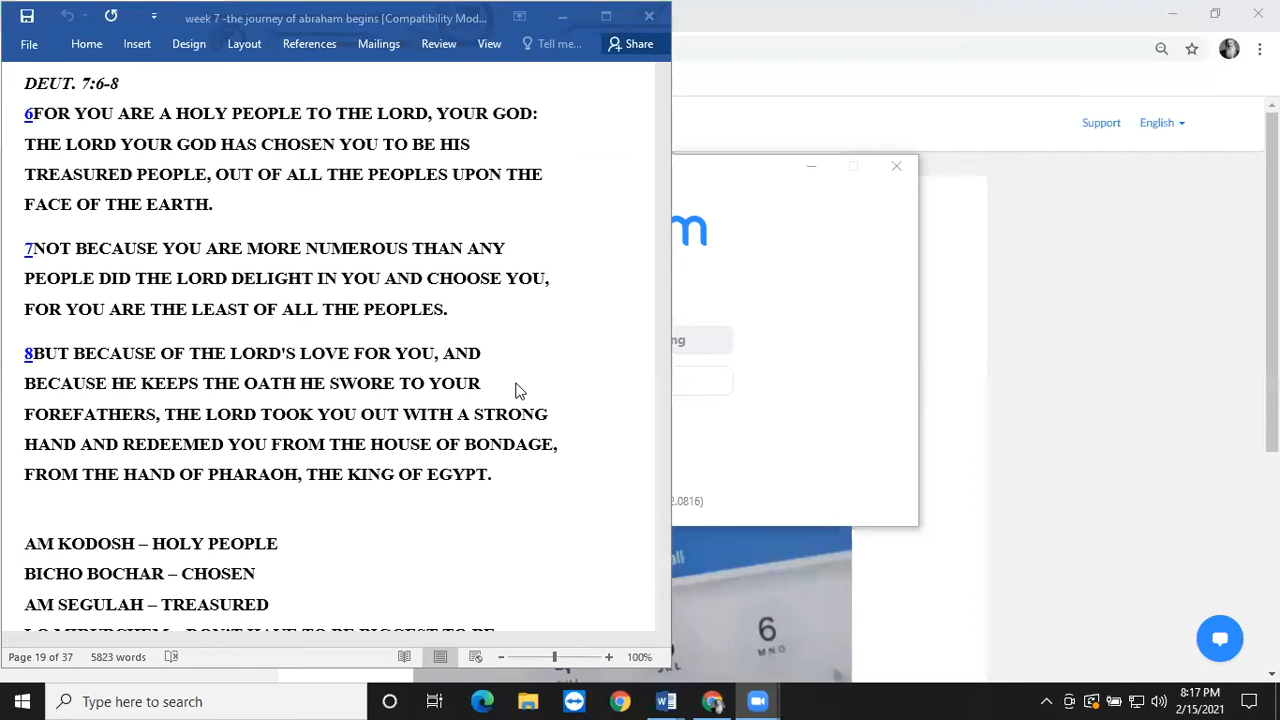 week 7 -the journey of abraham begins [Compatibility Mod...
File Home Insert Design Layout References Mailings Review View Tell me... Share
DEUT. 7:6-8
6FOR YOU ARE A HOLY PEOPLE TO THE LORD, YOUR GOD:
THE LORD YOUR GOD HAS CHOSEN YOU TO BE HIS
TREASURED PEOPLE, OUT OF ALL THE PEOPLES UPON THE
FACE OF THE EARTH.
7NOT BECAUSE YOU ARE MORE NUMEROUS THAN ANY
PEOPLE DID THE LORD DELIGHT IN YOU AND CHOOSE YOU,
FOR YOU ARE THE LEAST OF ALL THE PEOPLES.
8BUT BECAUSE OF THE LORD'S LOVE FOR YOU, AND
BECAUSE HE KEEPS THE OATH HE SWORE TO YOUR
FOREFATHERS, THE LORD TOOK YOU OUT WITH A STRONG
HAND AND REDEEMED YOU FROM THE HOUSE OF BONDAGE,
FROM THE HAND OF PHARAOH, THE KING OF EGYPT.
AM KODOSH – HOLY PEOPLE
BICHO BOCHAR – CHOSEN
AM SEGULAH – TREASURED
Page 19 of 37 5823 words 100%
Support English
m
ng
2.0816)
all
6
MNO
Type here to search
8:17 PM
2/15/2021